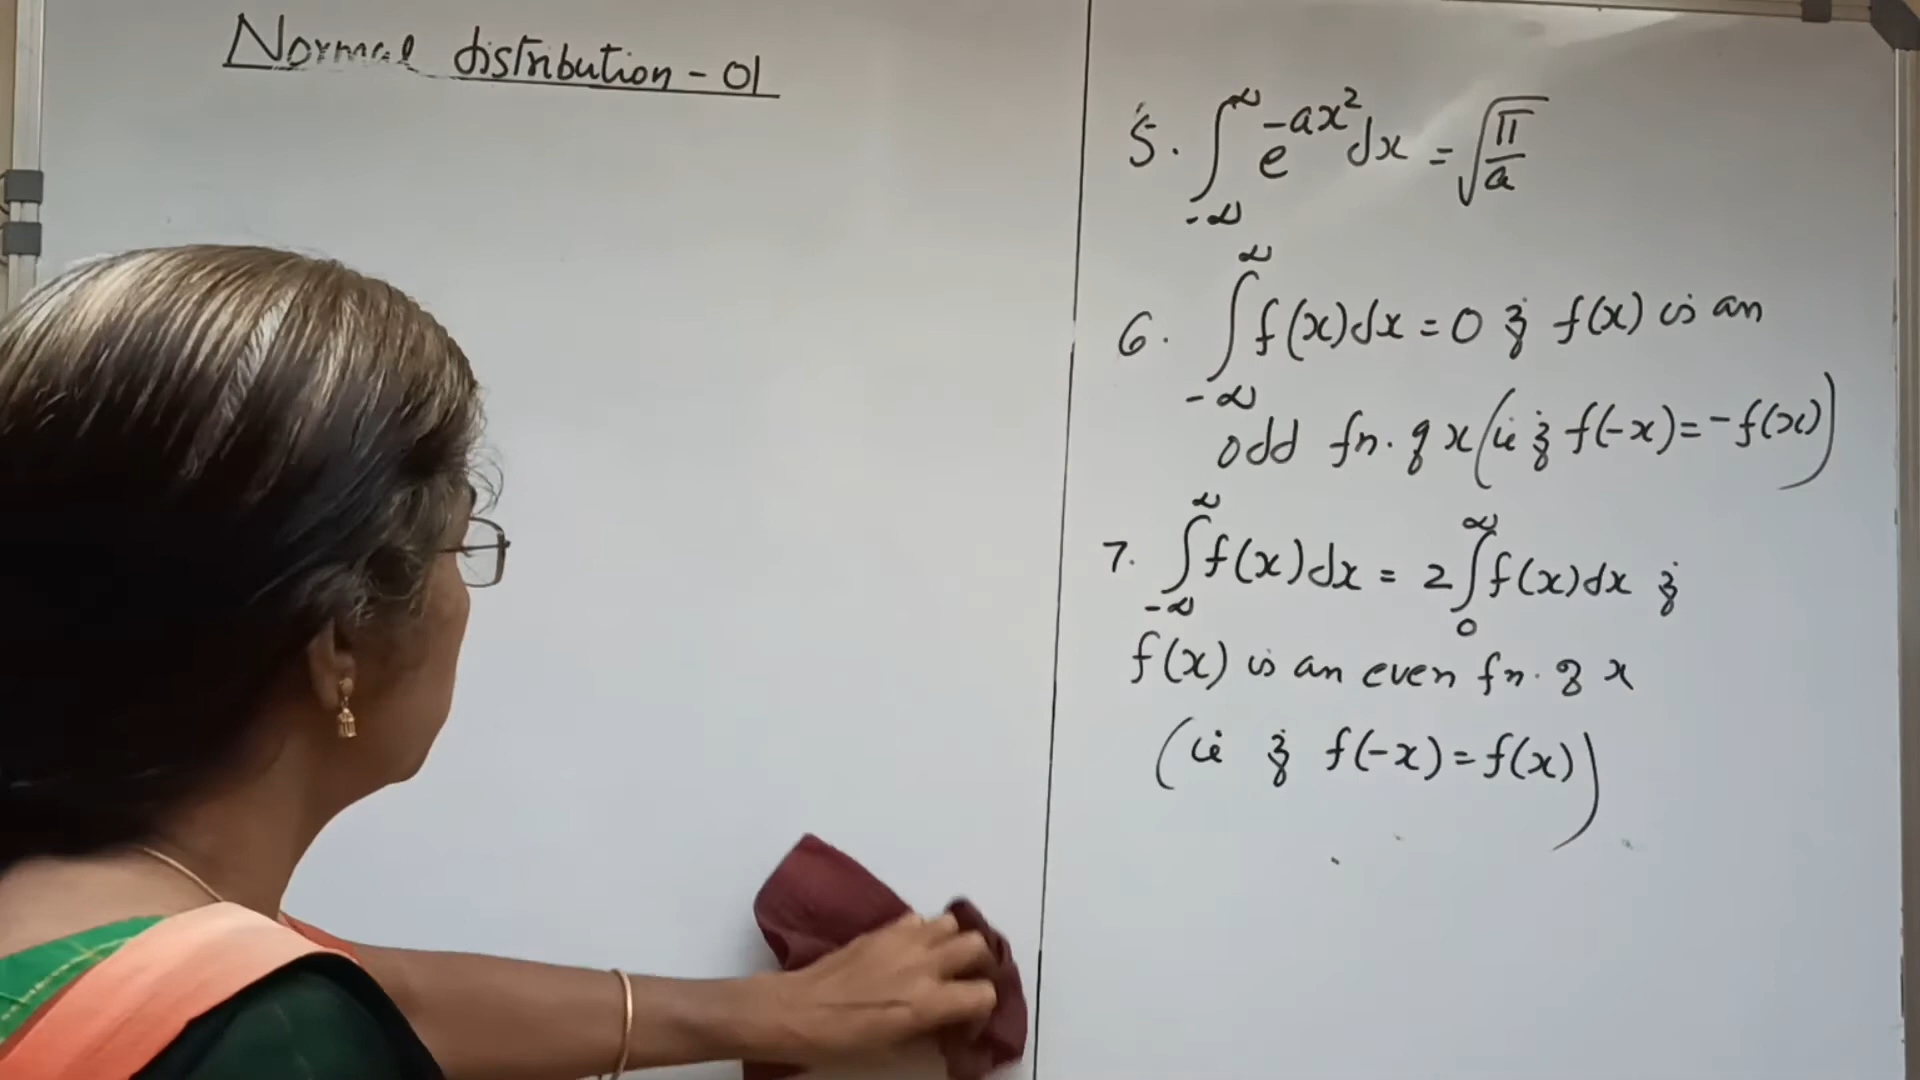 Normal distribution - 01
5. ∫_{-∞}^{∞} e^{-ax²} dx = √(π/a)
6. ∫_{-∞}^{∞} f(x) dx = 0 if f(x) is an
odd fn. of x (ie if f(-x) = -f(x))
7. ∫_{-∞}^{∞} f(x) dx = 2 ∫_{0}^{∞} f(x) dx if
f(x) is an even fn. of x
(ie if f(-x) = f(x))